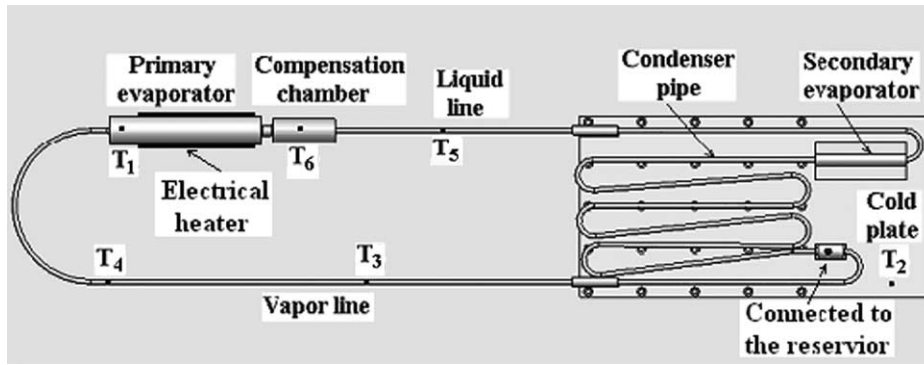 Primary
evaporator
Compensation
chamber
Liquid
line
Condenser
pipe
Secondary
evaporator
T1
T6
T5
Electrical
heater
Cold
plate
T2
T4
T3
Vapor line
Connected to
the reservior